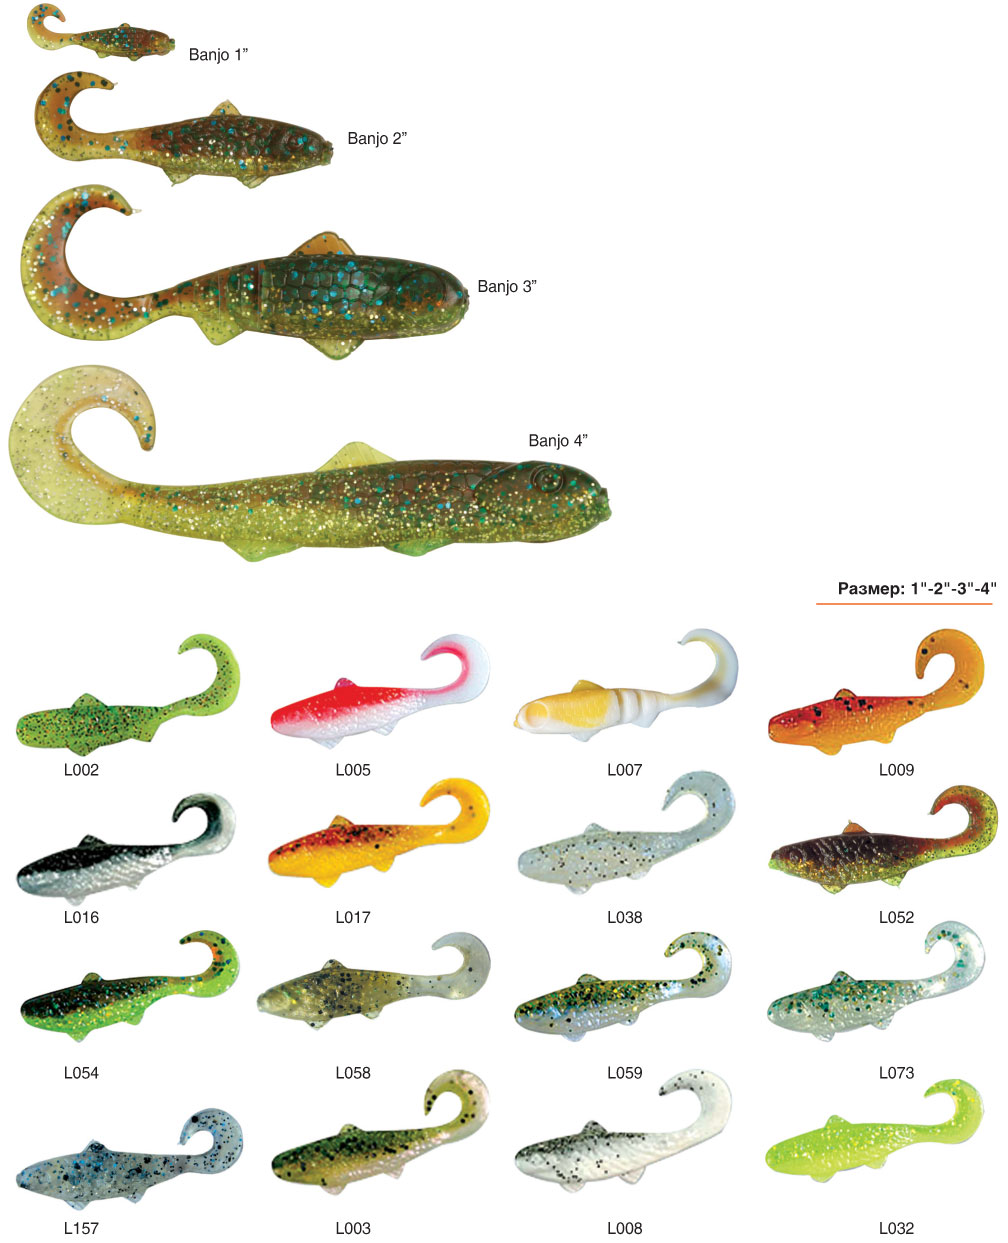 Banjo 1”
Banjo 2”
Banjo 3”
Banjo 4”
Размер: 1"-2"-3"-4"
L002 L005 L007 L009
L016 L017 L038 L052
L054 L058 L059 L073
L157 L003 L008 L032